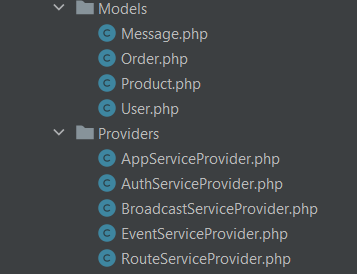 Models
Message.php
Order.php
Product.php
User.php
Providers
AppServiceProvider.php
AuthServiceProvider.php
BroadcastServiceProvider.php
EventServiceProvider.php
RouteServiceProvider.php